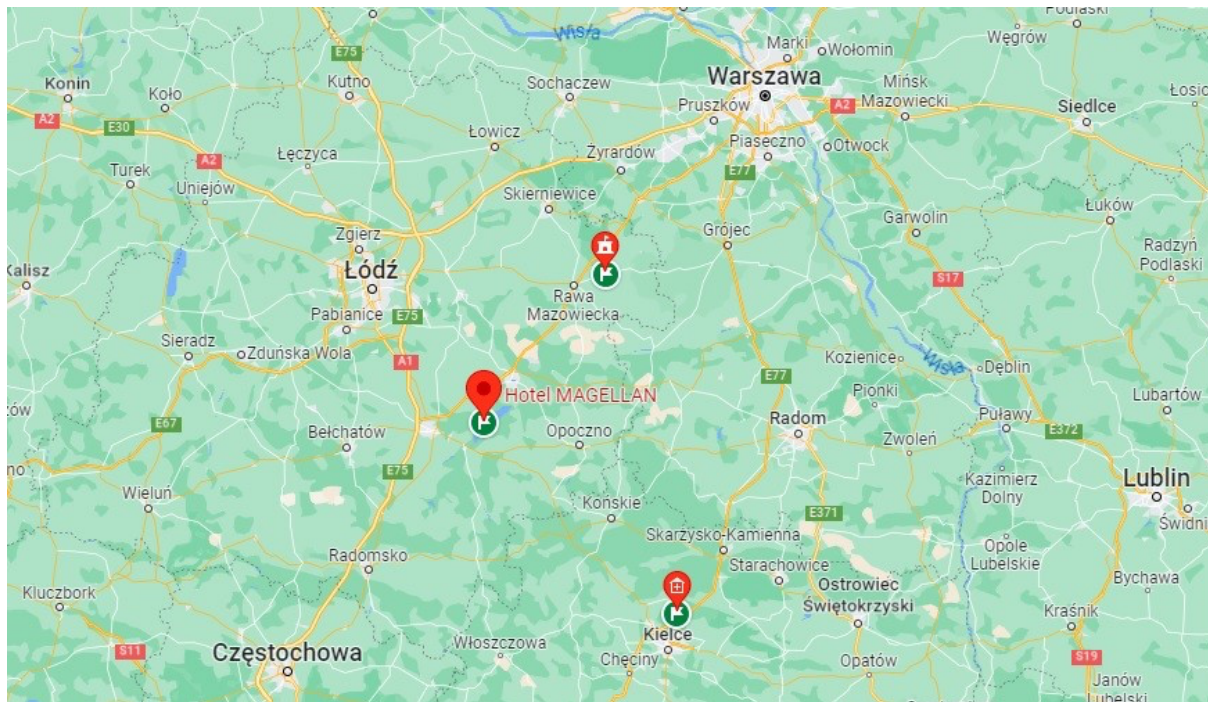 Podlaski
Wisła
E75
Marki
Wołomin
Węgrów
Konin
Koło
Kutno
Sochaczew
Warszawa
Mińsk
Mazowiecki
Siedlce
Pruszków
A2
A2
E30
Łowicz
Piaseczno
Otwock
Łęczyca
Żyrardów
E77
A2
Turek
Uniejów
Skierniewice
Garwolin
Łuków
Zgierz
Grójec
Radzyń
Podlaski
Kalisz
Łódź
S17
Rawa
Mazowiecka
Pabianice
E75
Sieradz
Zduńska Wola
A1
Kozienice
Wisła
Dęblin
E77
Hotel MAGELLAN
Pionki
Lubartów
E67
Bełchatów
Opoczno
Radom
Puławy
E372
Zwoleń
E75
Wieluń
Kazimierz
Dolny
Lublin
Końskie
E371
Skarżysko-Kamienna
Radomsko
Starachowice
Opole
Lubelskie
Bychawa
Kluczbork
Ostrowiec
Świętokrzyski
Kraśnik
Kielce
S11
Częstochowa
Włoszczowa
Chęciny
Opatów
S19
Janów
Lubelski